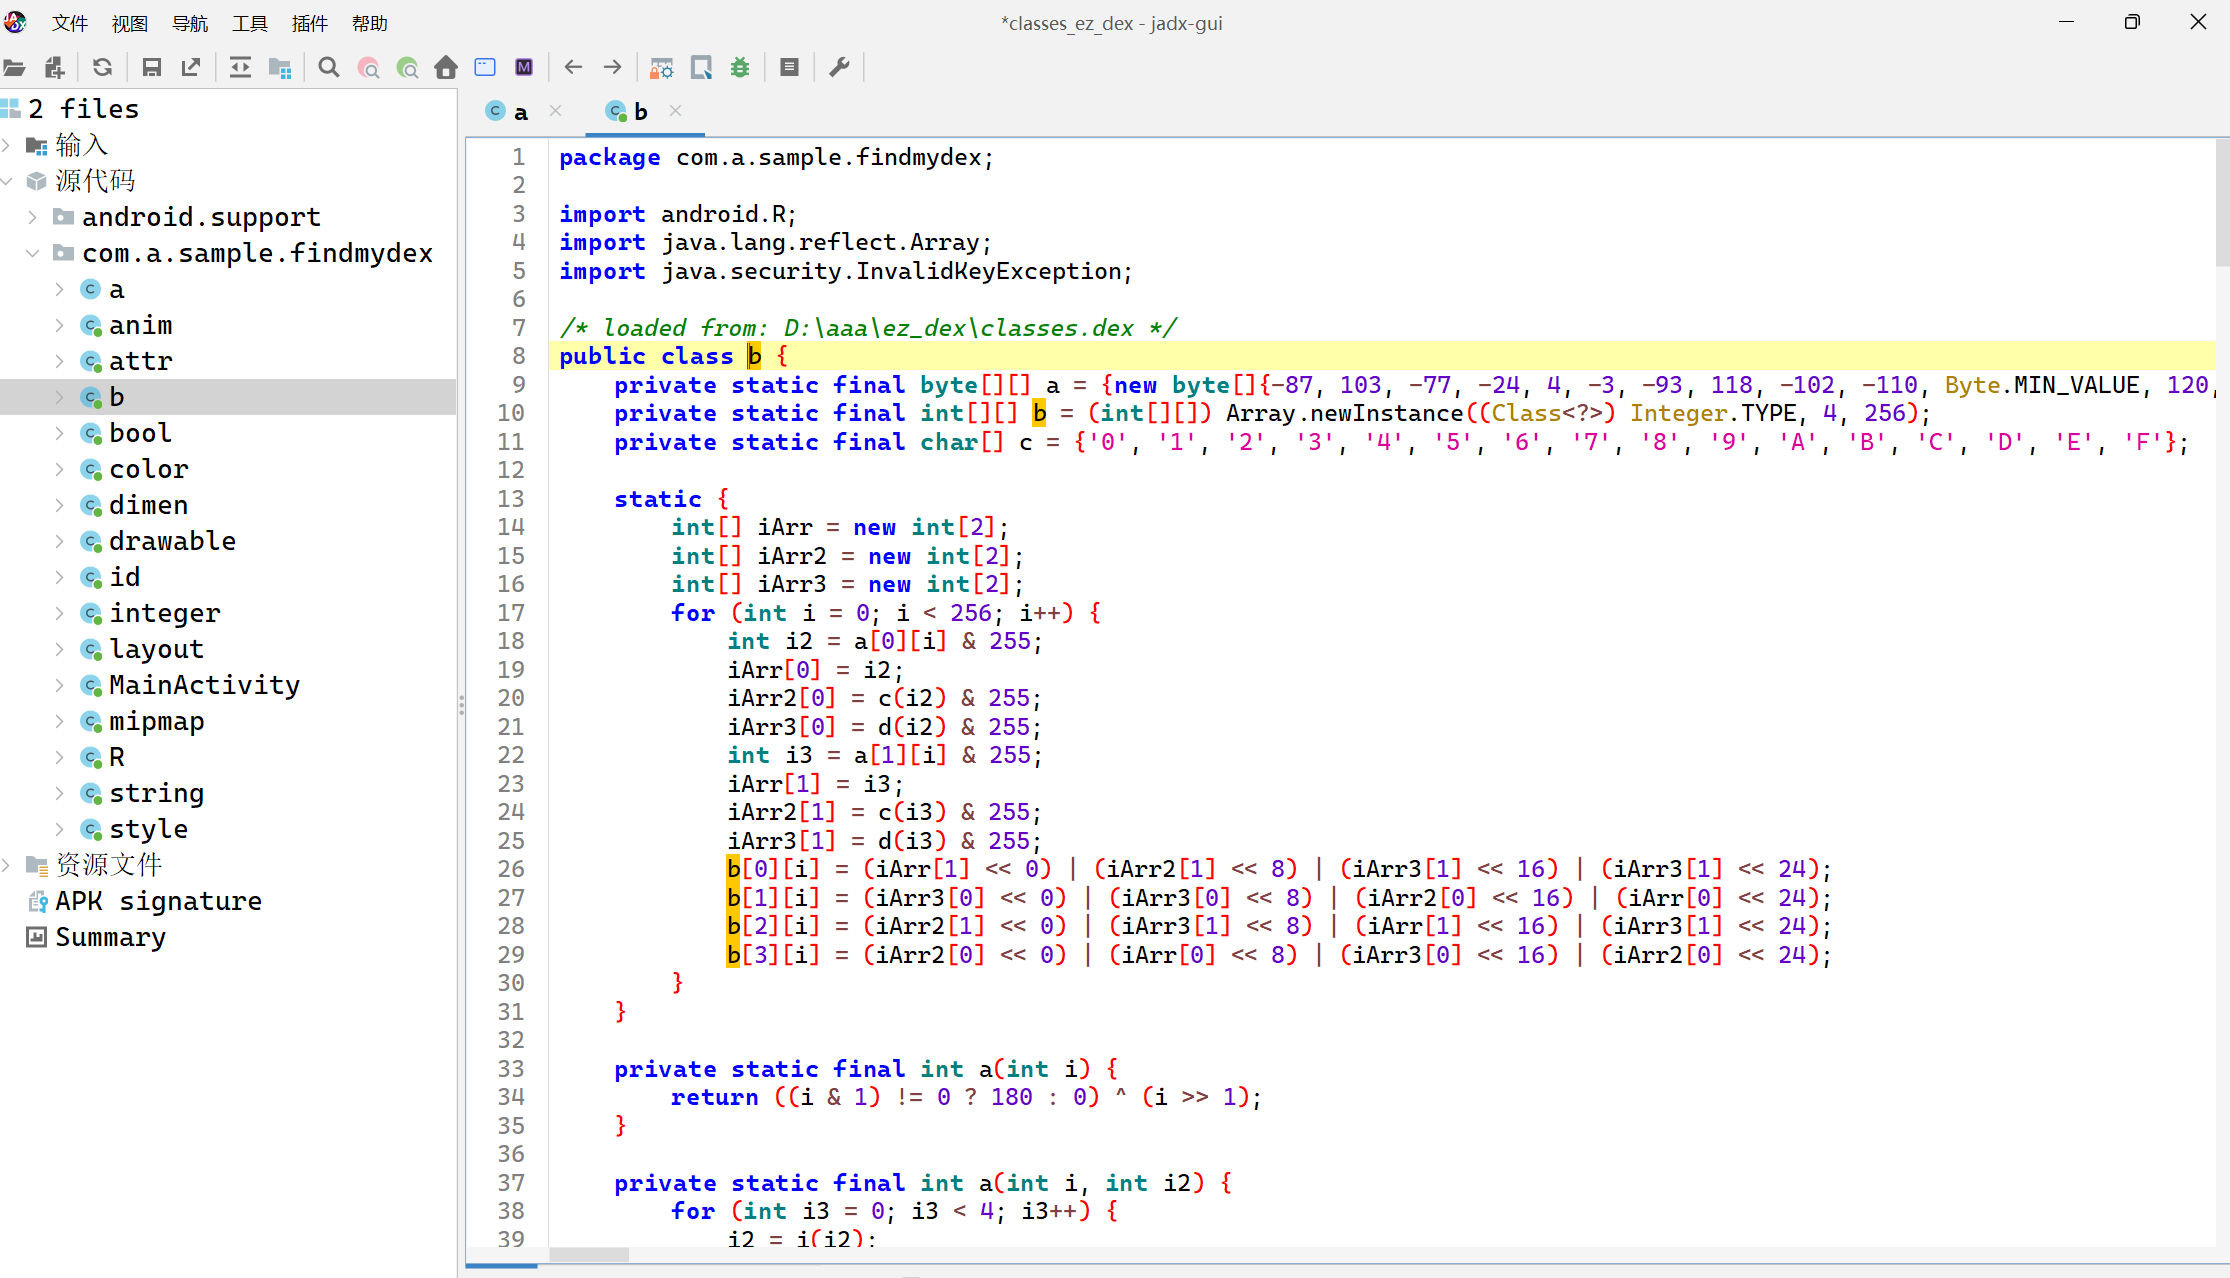 文件 视图 导航 工具 插件 帮助
*classes_ez_dex - jadx-gui
2 files
输入
源代码
android.support
com.a.sample.findmydex
a
anim
attr
b
bool
color
dimen
drawable
id
integer
layout
MainActivity
mipmap
R
string
style
资源文件
APK signature
Summary
a
b
1 package com.a.sample.findmydex;
2
3 import android.R;
4 import java.lang.reflect.Array;
5 import java.security.InvalidKeyException;
6
7 /* loaded from: D:\aaa\ez_dex\classes.dex */
8 public class b {
9 private static final byte[][] a = {new byte[]{-87, 103, -77, -24, 4, -3, -93, 118, -102, -110, Byte.MIN_VALUE, 120,
10 private static final int[][] b = (int[][]) Array.newInstance((Class<?>) Integer.TYPE, 4, 256);
11 private static final char[] c = {'0', '1', '2', '3', '4', '5', '6', '7', '8', '9', 'A', 'B', 'C', 'D', 'E', 'F'};
12
13 static {
14 int[] iArr = new int[2];
15 int[] iArr2 = new int[2];
16 int[] iArr3 = new int[2];
17 for (int i = 0; i < 256; i++) {
18 int i2 = a[0][i] & 255;
19 iArr[0] = i2;
20 iArr2[0] = c(i2) & 255;
21 iArr3[0] = d(i2) & 255;
22 int i3 = a[1][i] & 255;
23 iArr[1] = i3;
24 iArr2[1] = c(i3) & 255;
25 iArr3[1] = d(i3) & 255;
26 b[0][i] = (iArr[1] << 0) | (iArr2[1] << 8) | (iArr3[1] << 16) | (iArr3[1] << 24);
27 b[1][i] = (iArr3[0] << 0) | (iArr3[0] << 8) | (iArr2[0] << 16) | (iArr[0] << 24);
28 b[2][i] = (iArr2[1] << 0) | (iArr3[1] << 8) | (iArr[1] << 16) | (iArr3[1] << 24);
29 b[3][i] = (iArr2[0] << 0) | (iArr[0] << 8) | (iArr3[0] << 16) | (iArr2[0] << 24);
30 }
31 }
32
33 private static final int a(int i) {
34 return ((i & 1) != 0 ? 180 : 0) ^ (i >> 1);
35 }
36
37 private static final int a(int i, int i2) {
38 for (int i3 = 0; i3 < 4; i3++) {
39 i2 = i(i2);